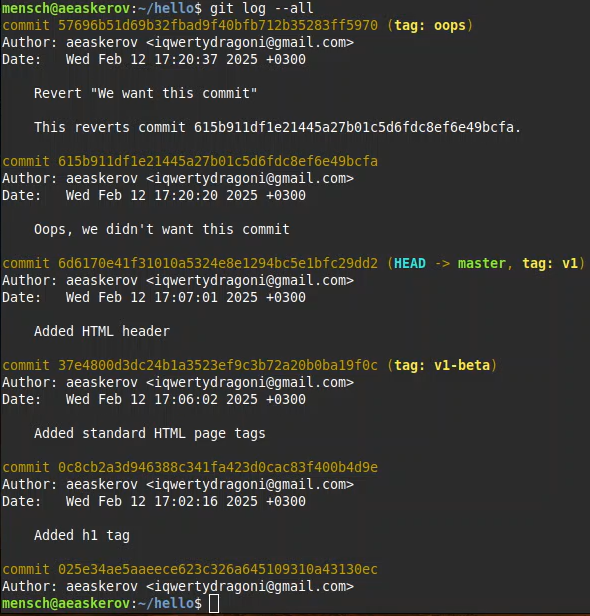 mensch@aeaskerov:~/hello$ git log --all
commit 57696b51d69b32fbad9f40bfb712b35283ff5970 (tag: oops)
Author: aeaskerov <iqwertydragoni@gmail.com>
Date:   Wed Feb 12 17:20:37 2025 +0300
    Revert "We want this commit"
    This reverts commit 615b911df1e21445a27b01c5d6fdc8ef6e49bcfa.
commit 615b911df1e21445a27b01c5d6fdc8ef6e49bcfa
Author: aeaskerov <iqwertydragoni@gmail.com>
Date:   Wed Feb 12 17:20:20 2025 +0300
    Oops, we didn't want this commit
commit 6d6170e41f31010a5324e8e1294bc5e1bfc29dd2 (HEAD -> master, tag: v1)
Author: aeaskerov <iqwertydragoni@gmail.com>
Date:   Wed Feb 12 17:07:01 2025 +0300
    Added HTML header
commit 37e4800d3dc24b1a3523ef9c3b72a20b0ba19f0c (tag: v1-beta)
Author: aeaskerov <iqwertydragoni@gmail.com>
Date:   Wed Feb 12 17:06:02 2025 +0300
    Added standard HTML page tags
commit 0c8cb2a3d946388c341fa423d0cac83f400b4d9e
Author: aeaskerov <iqwertydragoni@gmail.com>
Date:   Wed Feb 12 17:02:16 2025 +0300
    Added h1 tag
commit 025e34ae5aaeece623c326a645109310a43130ec
Author: aeaskerov <iqwertydragoni@gmail.com>
mensch@aeaskerov:~/hello$